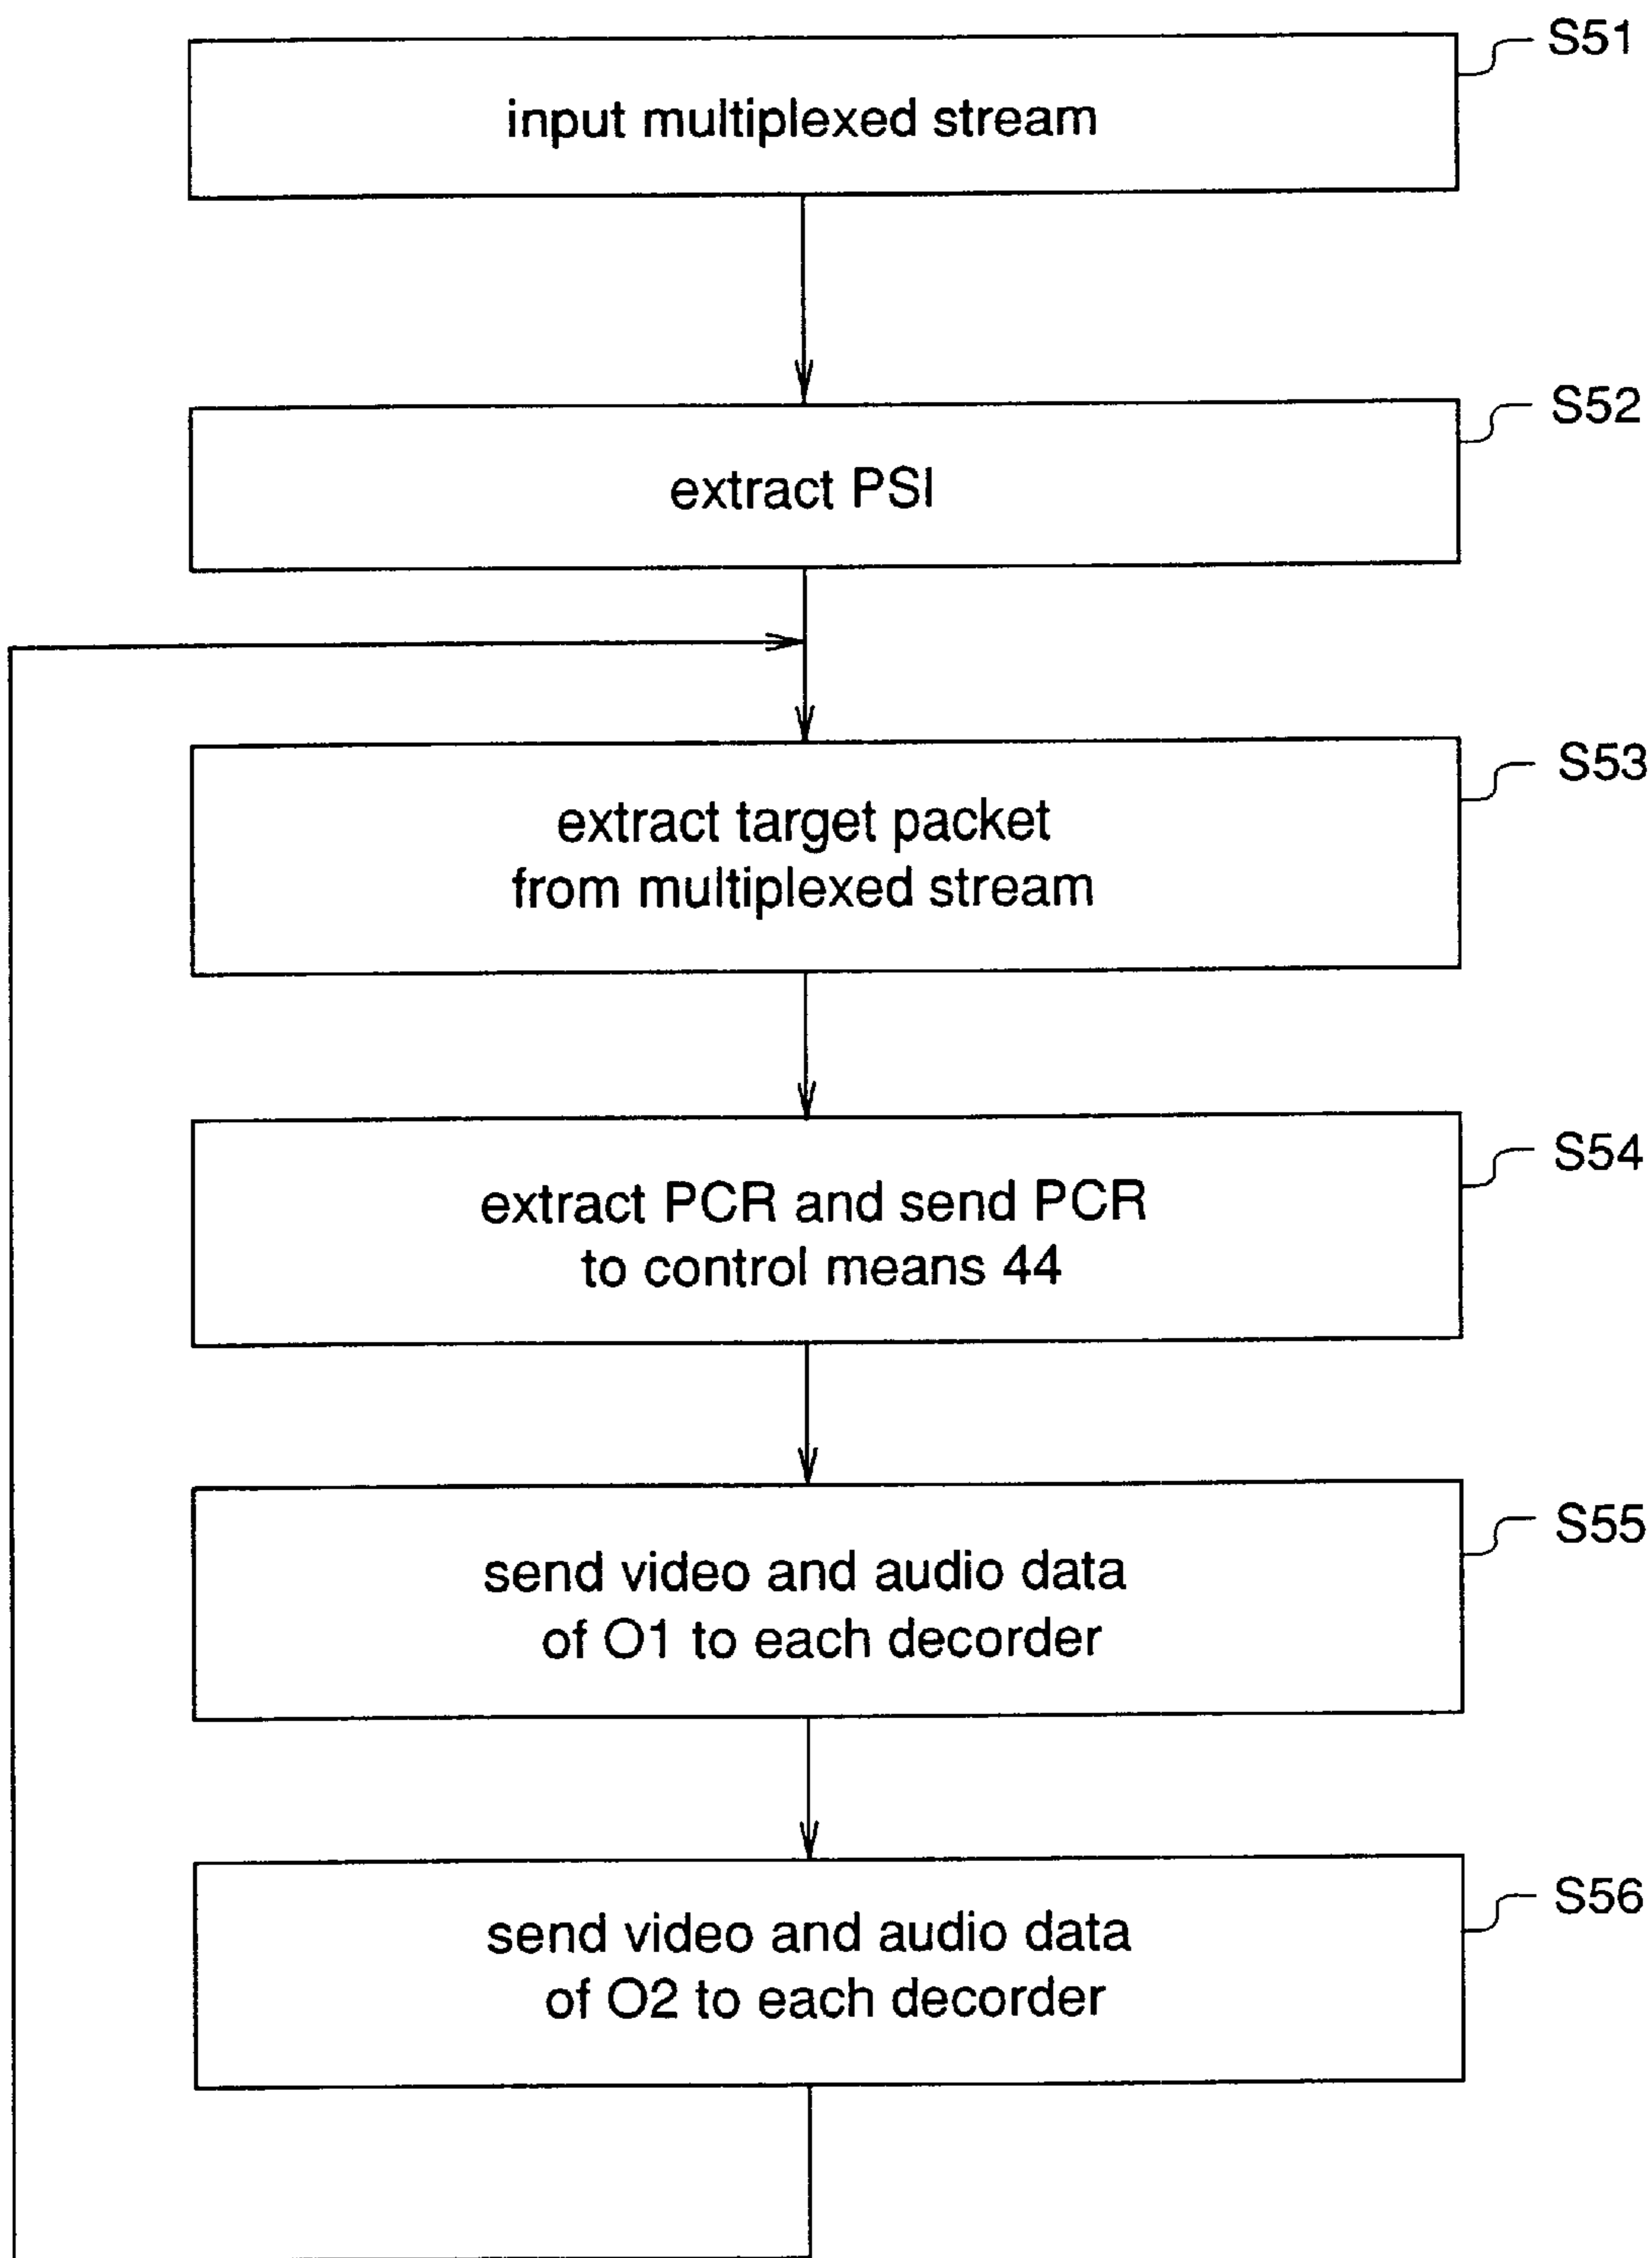 S51
input multiplexed stream
S52
extract PSI
S53
extract target packet
from multiplexed stream
S54
extract PCR and send PCR
to control means 44
S55
send video and audio data
of O1 to each decorder
S56
send video and audio data
of O2 to each decorder